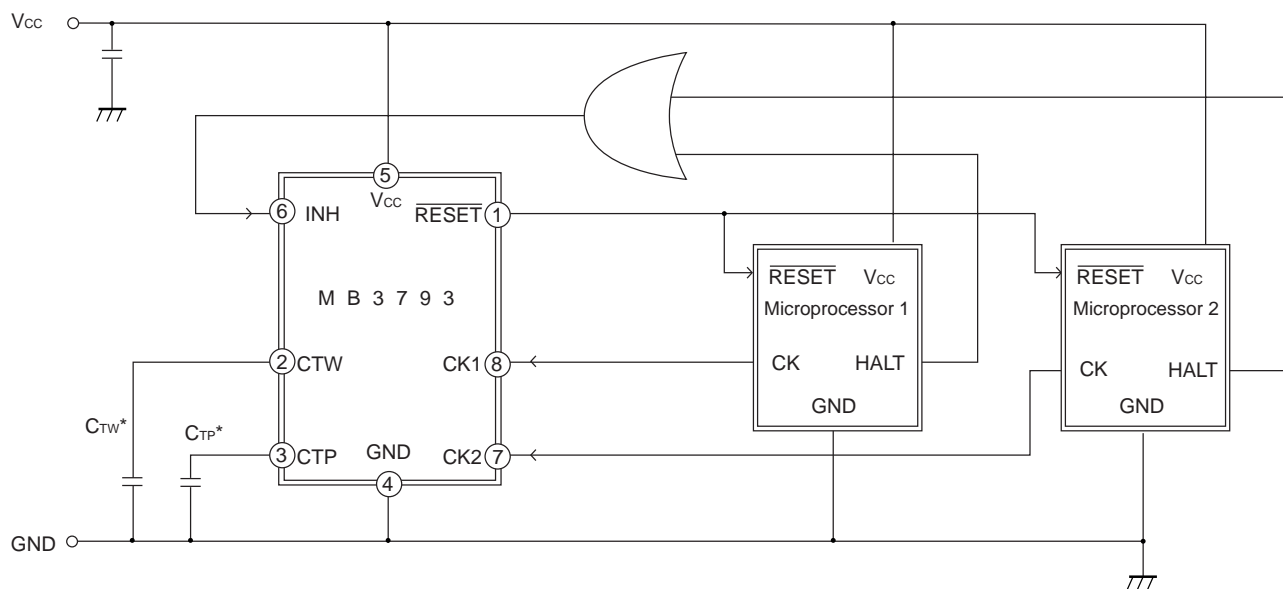 VCC
5
VCC
6
INH
RESET
1
RESET
VCC
Microprocessor 1
RESET
VCC
Microprocessor 2
M B 3 7 9 3
2
CTW
CK1
8
CK
HALT
CK
HALT
GND
GND
CTW*
CTP*
3
CTP
GND
CK2
7
4
GND